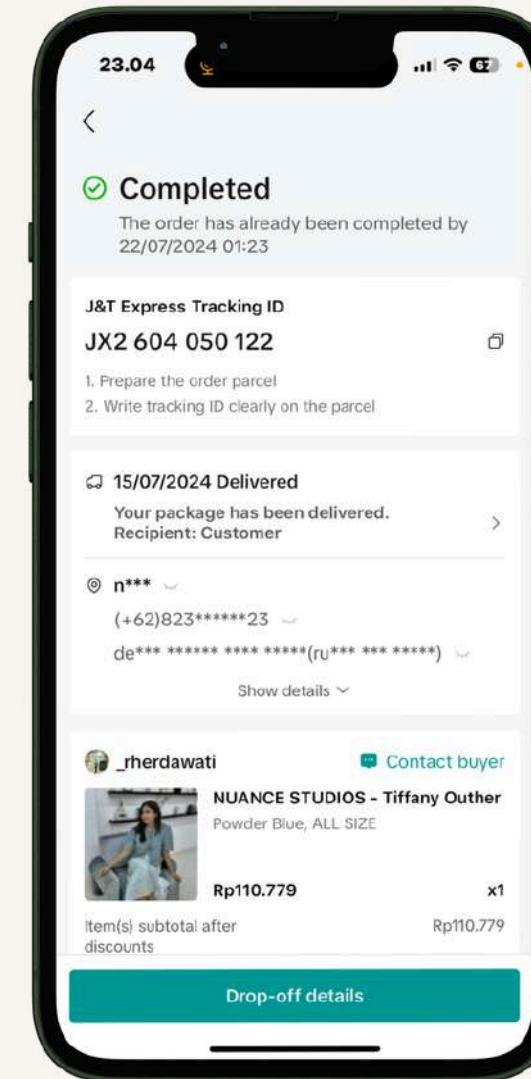 23.04
67
Completed
The order has already been completed by
22/07/2024 01:23
J&T Express Tracking ID
JX2 604 050 122
1. Prepare the order parcel
2. Write tracking ID clearly on the parcel
15/07/2024 Delivered
Your package has been delivered.
Recipient: Customer
n***
(+62)823******23
de*** ****** **** *****(ru*** *** *****)
Show details
_rherdawati
Contact buyer
NUANCE STUDIOS - Tiffany Outher
Powder Blue, ALL SIZE
Rp110.779 x1
Item(s) subtotal after Rp110.779
discounts
Drop-off details